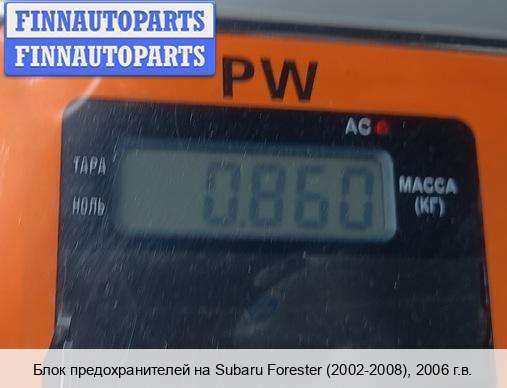 FINNAUTOPARTS
FINNAUTOPARTS
PW
AC
ТАРА
0.860
МАССА
(КГ)
НОЛЬ
Блок предохранителей на Subaru Forester (2002-2008), 2006 г.в.